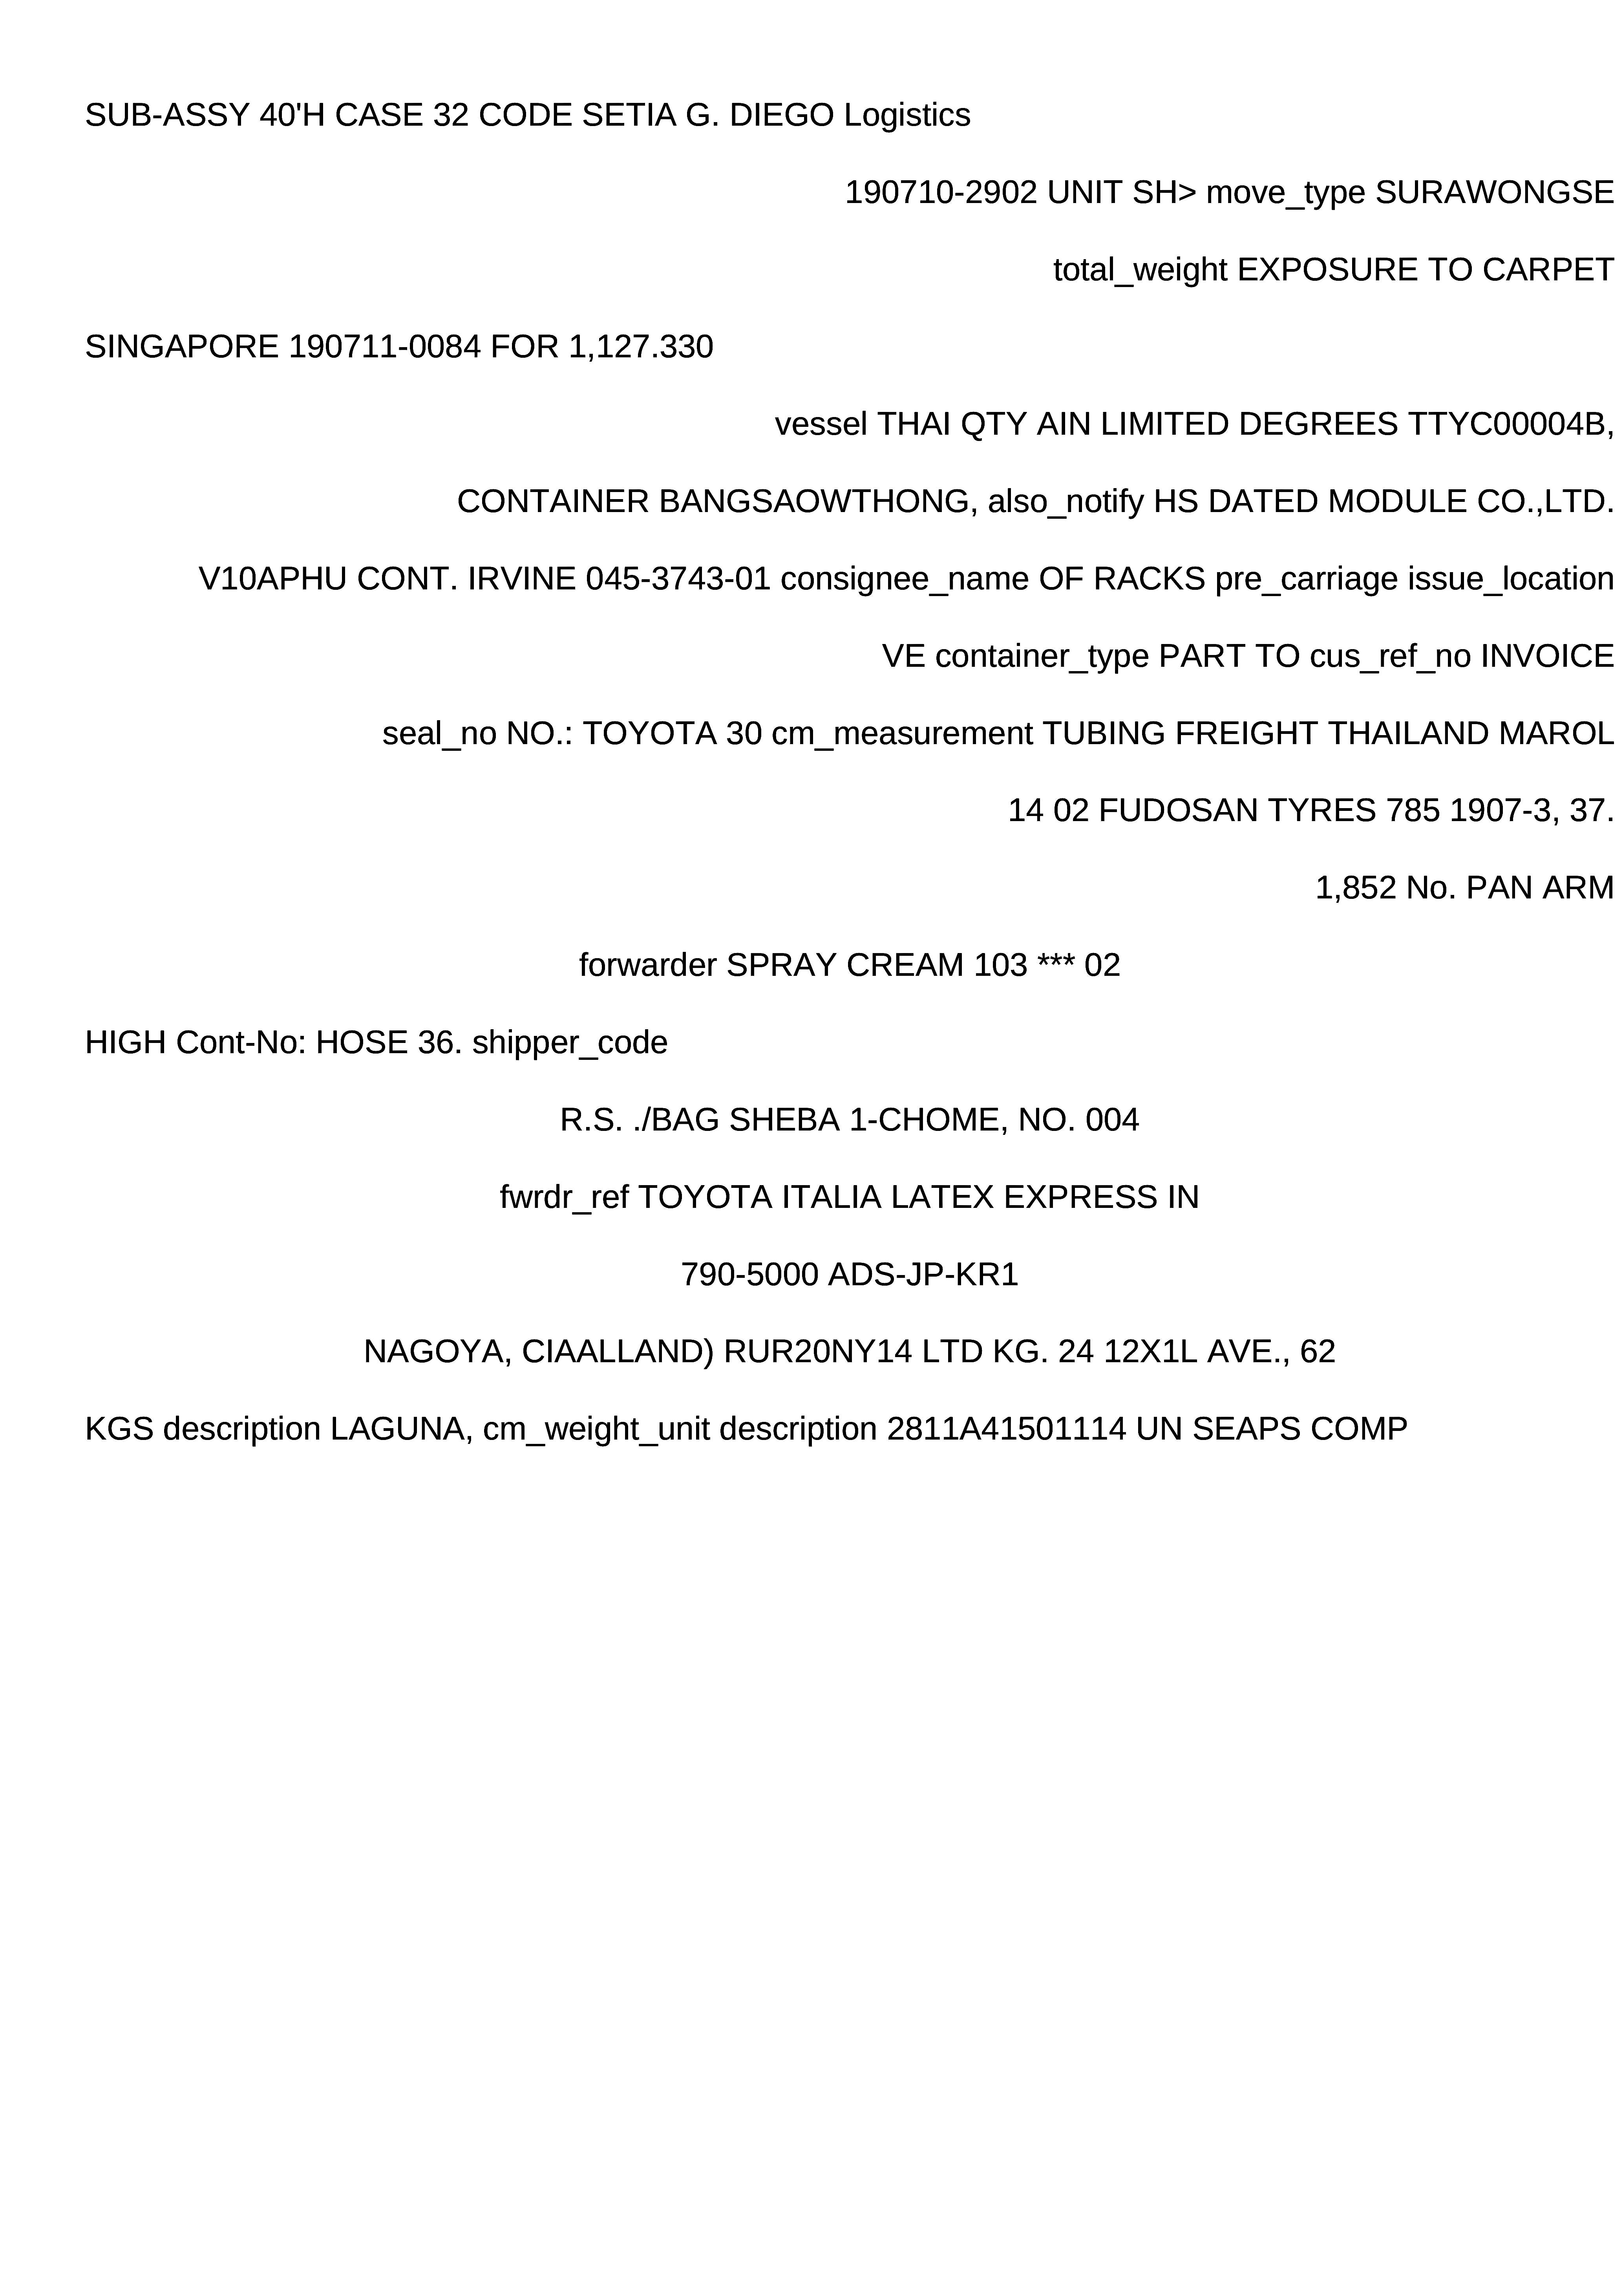 SUB-ASSY 40'H CASE 32 CODE SETIA G. DIEGO Logistics
190710-2902 UNIT SH> move_type SURAWONGSE
total_weight EXPOSURE TO CARPET
SINGAPORE 190711-0084 FOR 1,127.330
vessel THAI QTY AIN LIMITED DEGREES TTYC00004B,
CONTAINER BANGSAOWTHONG, also_notify HS DATED MODULE CO.,LTD.
V10APHU CONT. IRVINE 045-3743-01 consignee_name OF RACKS pre_carriage issue_location
VE container_type PART TO cus_ref_no INVOICE
seal_no NO.: TOYOTA 30 cm_measurement TUBING FREIGHT THAILAND MAROL
14 02 FUDOSAN TYRES 785 1907-3, 37.
1,852 No. PAN ARM
forwarder SPRAY CREAM 103 *** 02
HIGH Cont-No: HOSE 36. shipper_code
R.S. ./BAG SHEBA 1-CHOME, NO. 004
fwrdr_ref TOYOTA ITALIA LATEX EXPRESS IN
790-5000 ADS-JP-KR1
NAGOYA, CIAALLAND) RUR20NY14 LTD KG. 24 12X1L AVE., 62
KGS description LAGUNA, cm_weight_unit description 2811A41501114 UN SEAPS COMP